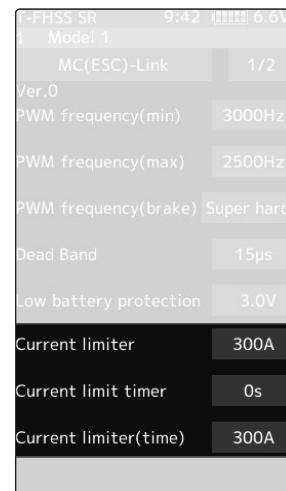 T-FHSS SR 9:42 6.6V
1 Model 1
MC(ESC)-Link 1/2
Ver.0
PWM frequency(min) 3000Hz
PWM frequency(max) 2500Hz
PWM frequency(brake) Super hard
Dead Band 15µs
Low battery protection 3.0V
Current limiter 300A
Current limit timer 0s
Current limiter(time) 300A